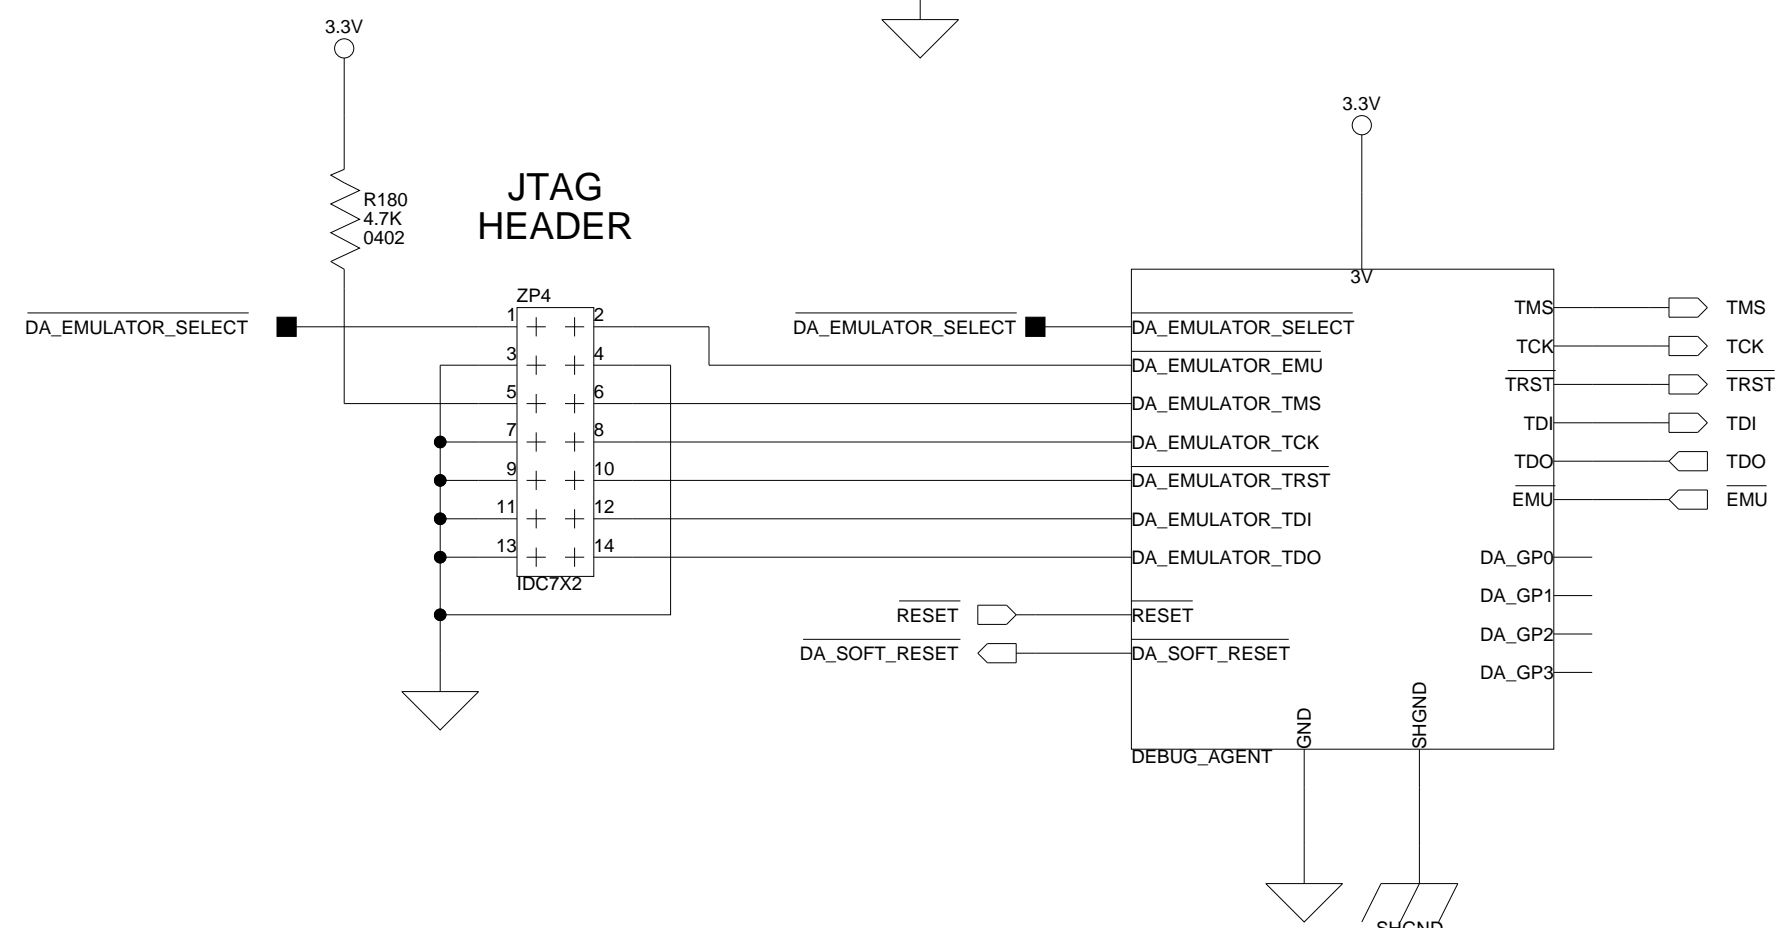 3.3V
3.3V
R180
4.7K
0402
JTAG
HEADER
ZP4
DA_EMULATOR_SELECT
1
2
3
4
5
6
7
8
9
10
11
12
13
14
IDC7X2
DA_EMULATOR_SELECT
3V
DA_EMULATOR_SELECT
DA_EMULATOR_EMU
DA_EMULATOR_TMS
DA_EMULATOR_TCK
DA_EMULATOR_TRST
DA_EMULATOR_TDI
DA_EMULATOR_TDO
RESET
RESET
DA_SOFT_RESET
DA_SOFT_RESET
TMS
TMS
TCK
TCK
TRST
TRST
TDI
TDI
TDO
TDO
EMU
EMU
DA_GP0
DA_GP1
DA_GP2
DA_GP3
GND
SHGND
DEBUG_AGENT
SHGND